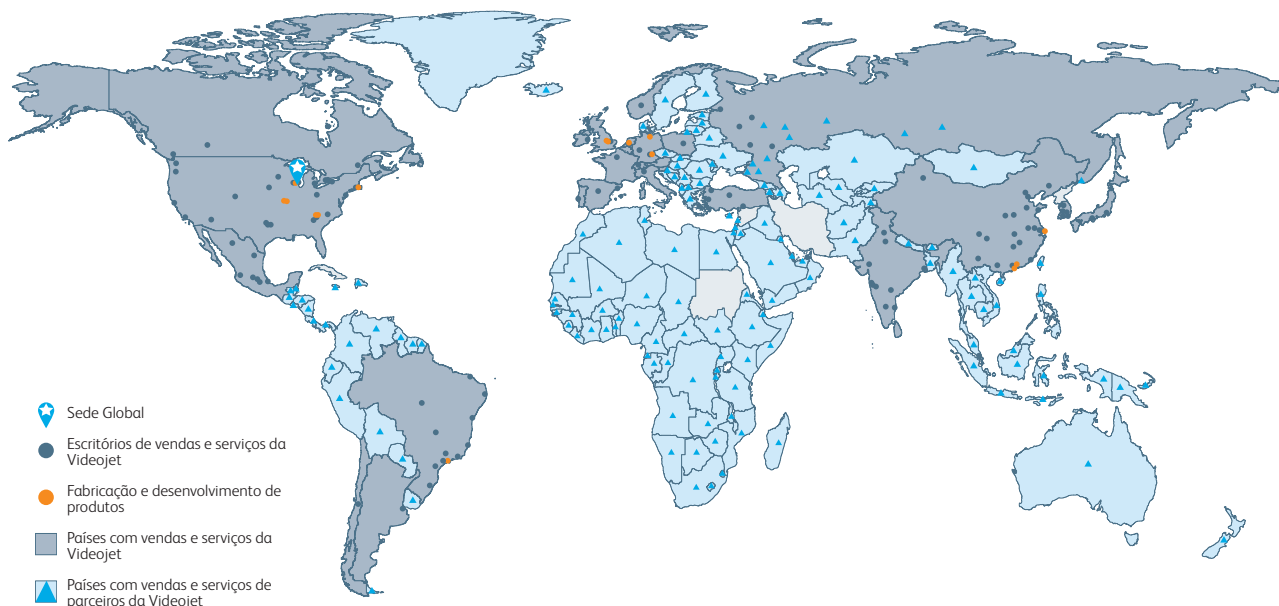 Sede Global
Escritórios de vendas e serviços da
Videojet
Fabricação e desenvolvimento de
produtos
Países com vendas e serviços da
Videojet
Países com vendas e serviços de
parceiros da Videojet